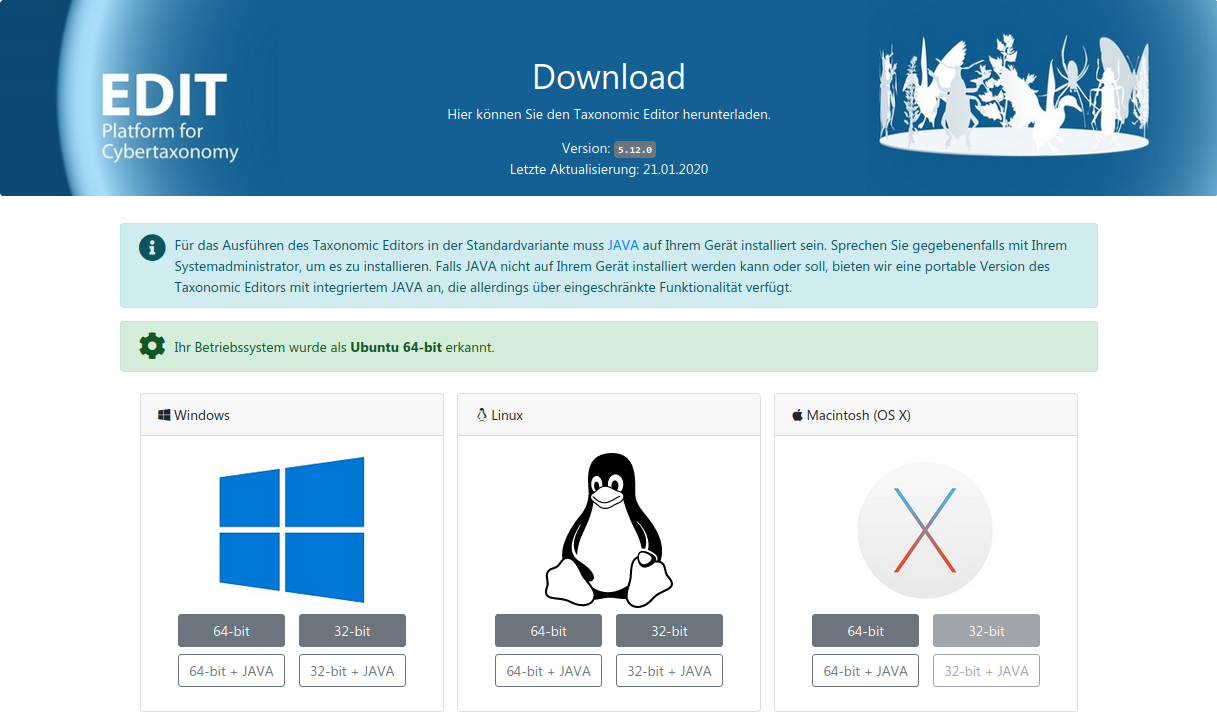 EDIT
Platform for
Cybertaxonomy
Download
Hier können Sie den Taxonomic Editor herunterladen.
Version: 5.12.0
Letzte Aktualisierung: 21.01.2020
Für das Ausführen des Taxonomic Editors in der Standardvariante muss JAVA auf Ihrem Gerät installiert sein. Sprechen Sie gegebenenfalls mit Ihrem
Systemadministrator, um es zu installieren. Falls JAVA nicht auf Ihrem Gerät installiert werden kann oder soll, bieten wir eine portable Version des
Taxonomic Editors mit integriertem JAVA an, die allerdings über eingeschränkte Funktionalität verfügt.
Ihr Betriebssystem wurde als Ubuntu 64-bit erkannt.
Windows
64-bit 32-bit
64-bit + JAVA 32-bit + JAVA
Linux
64-bit 32-bit
64-bit + JAVA 32-bit + JAVA
Macintosh (OS X)
64-bit 32-bit
64-bit + JAVA 32-bit + JAVA